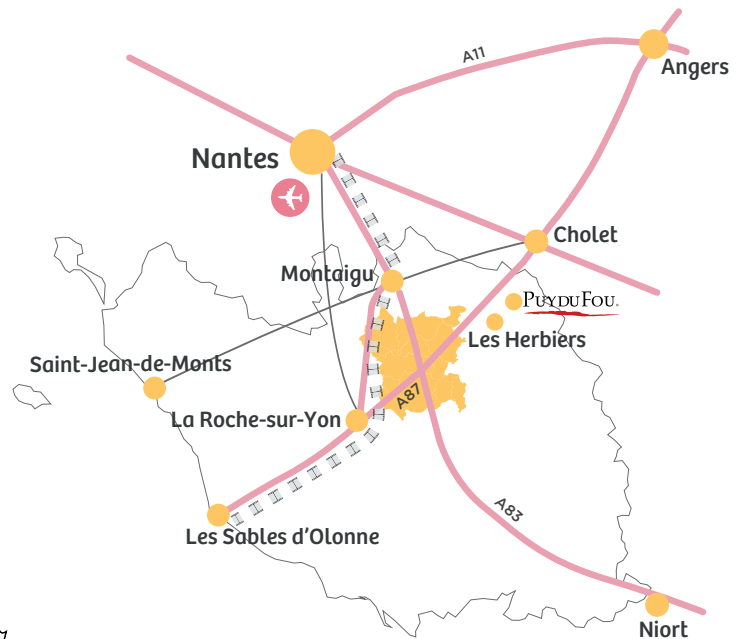 A11
Angers
Nantes
Cholet
Montaigu
PUYDUFOU.
Les Herbiers
Saint-Jean-de-Monts
A87
La Roche-sur-Yon
A83
Les Sables d'Olonne
Niort